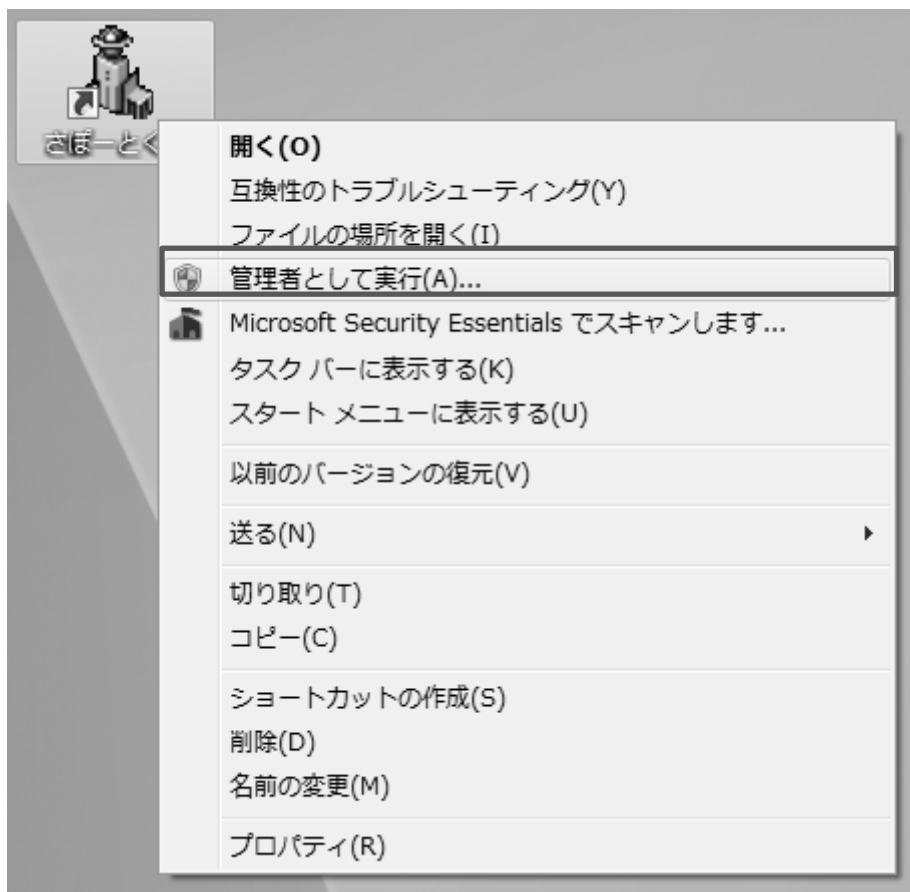 さぽーとく
開く(O)
互換性のトラブルシューティング(Y)
ファイルの場所を開く(I)
管理者として実行(A)...
Microsoft Security Essentials でスキャンします...
タスク バーに表示する(K)
スタート メニューに表示する(U)
以前のバージョンの復元(V)
送る(N)
切り取り(T)
コピー(C)
ショートカットの作成(S)
削除(D)
名前の変更(M)
プロパティ(R)